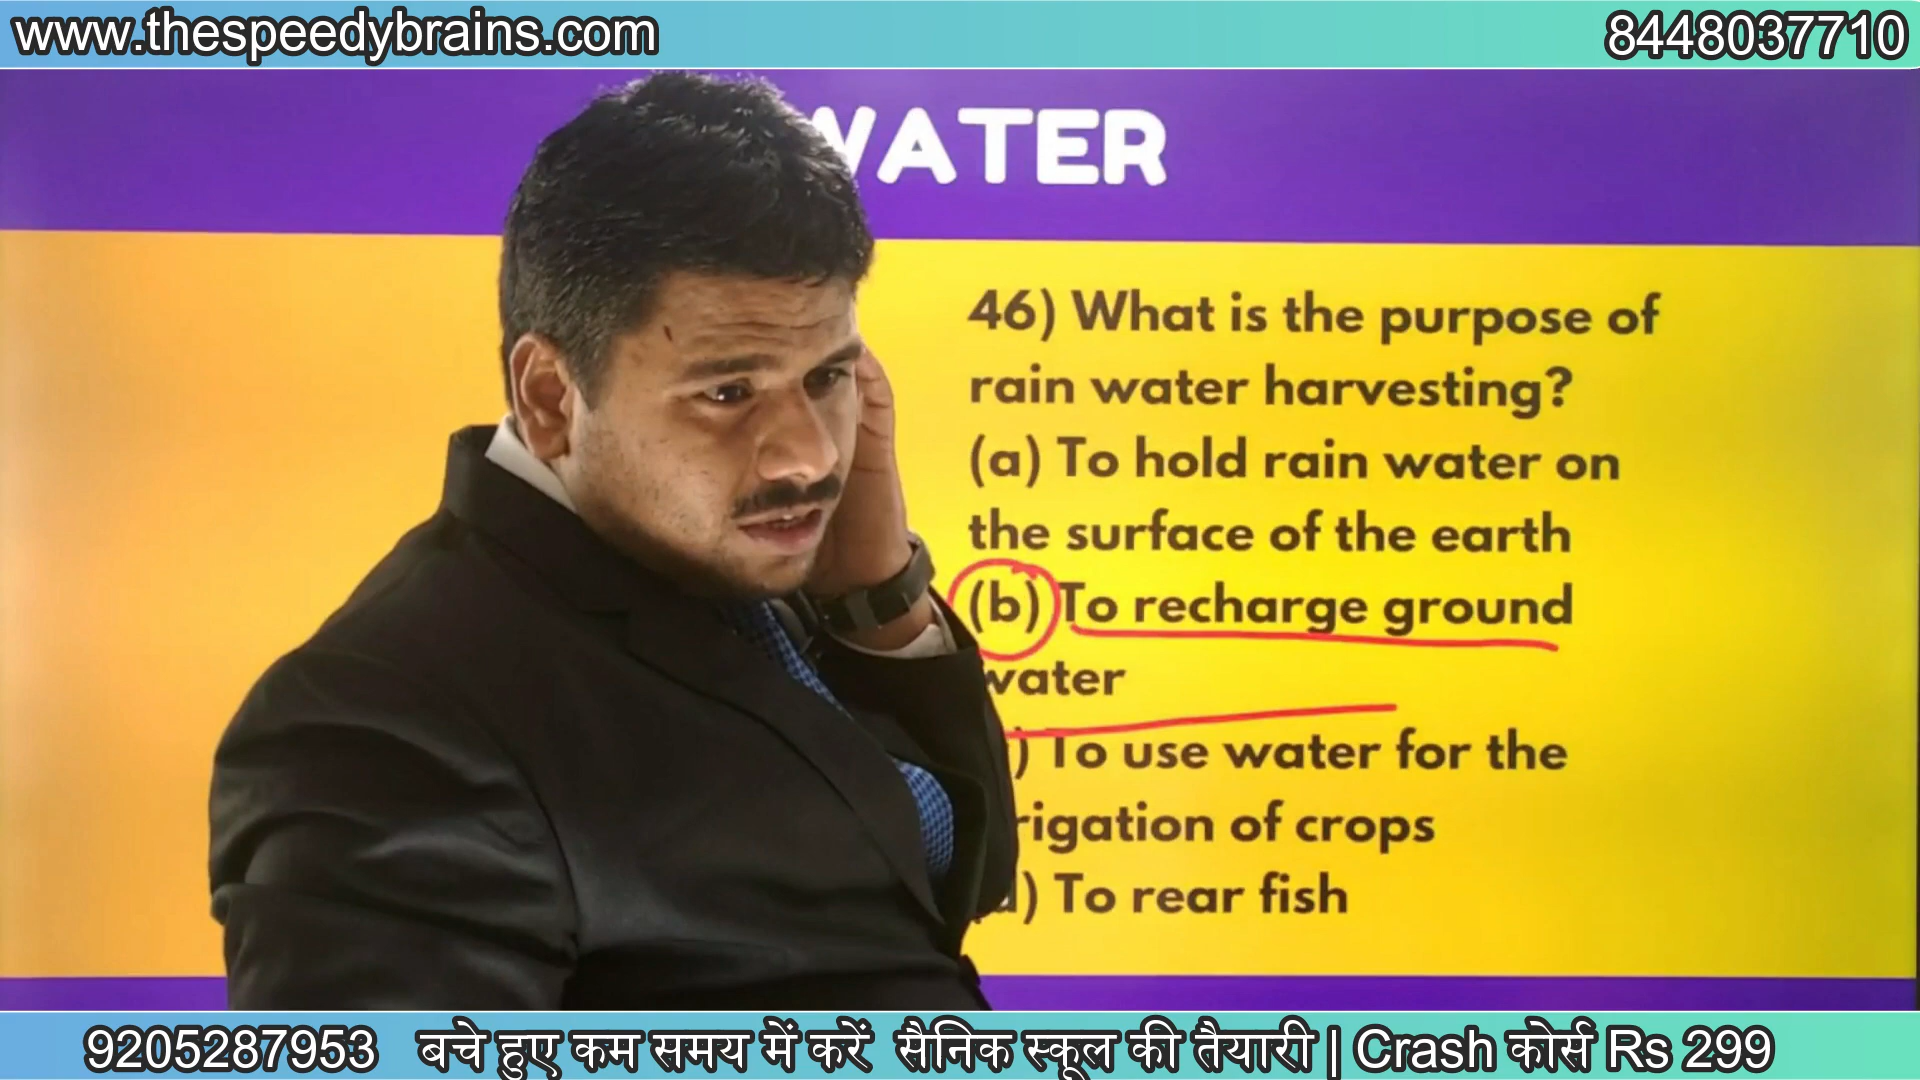 www.thespeedybrains.com
8448037710
WATER
46) What is the purpose of
rain water harvesting?
(a) To hold rain water on
the surface of the earth
(b) To recharge ground
water
) To use water for the
rigation of crops
d) To rear fish
9205287953 बचे हुए कम समय में करें सैनिक स्कूल की तैयारी | Crash कोर्स Rs 299